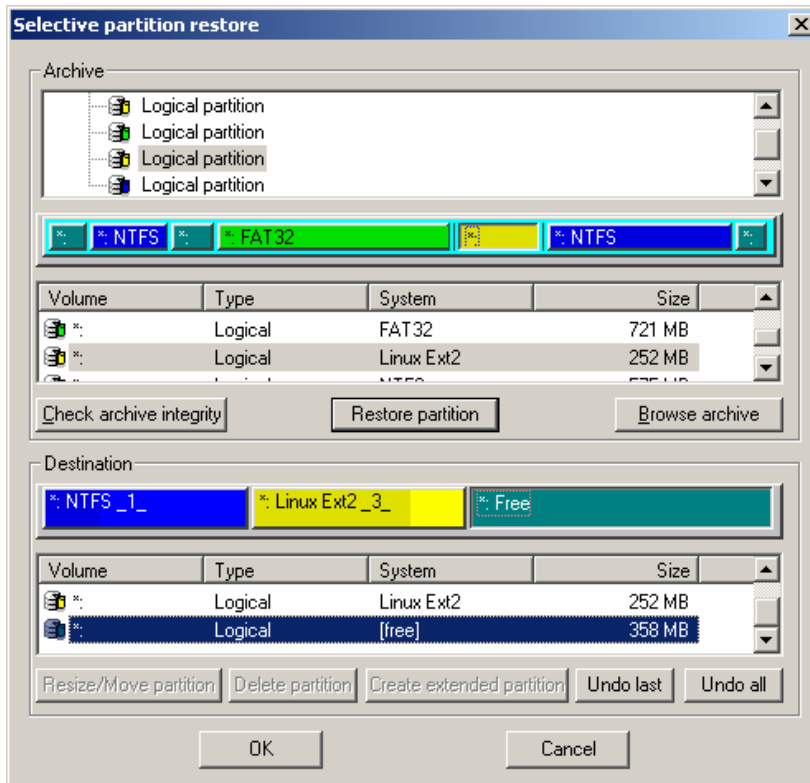 Selective partition restore
Archive
Logical partition
Logical partition
Logical partition
Logical partition
*: *: NTFS *: *: FAT32 *: *: NTFS *:
Volume Type System Size
*: Logical FAT32 721 MB
*: Logical Linux Ext2 252 MB
Check archive integrity Restore partition Browse archive
Destination
*: NTFS _1_ *: Linux Ext2 _3_ *: Free
Volume Type System Size
*: Logical Linux Ext2 252 MB
*: Logical [free] 358 MB
Resize/Move partition Delete partition Create extended partition Undo last Undo all
OK Cancel